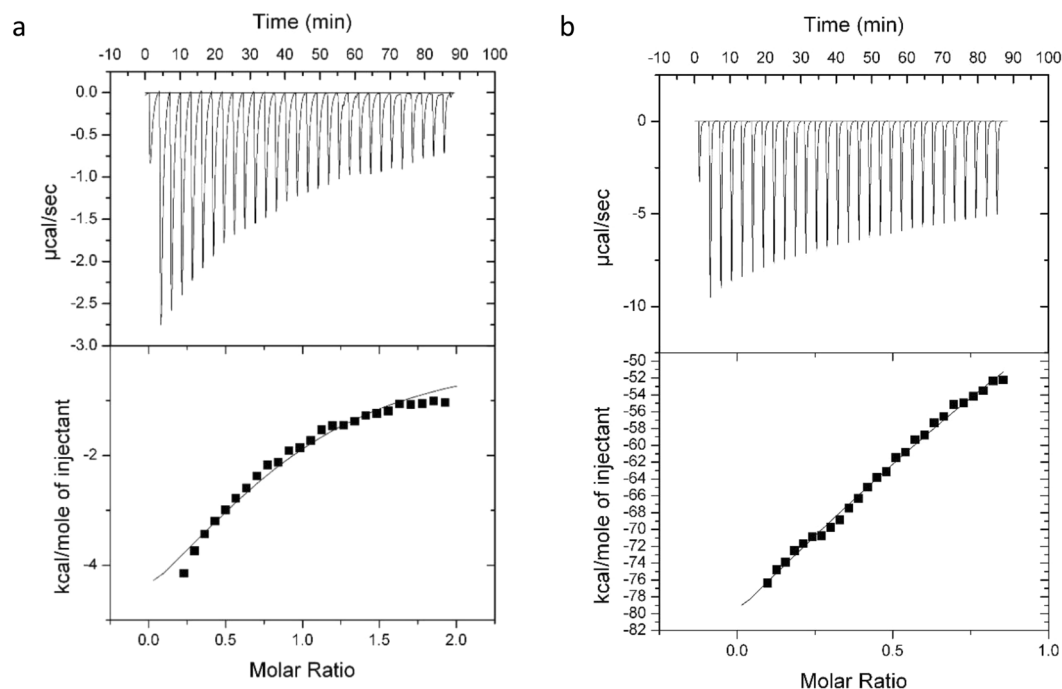 a
Time (min)
-10 0 10 20 30 40 50 60 70 80 90 100
0.0
-0.5
-1.0
-1.5
-2.0
-2.5
-3.0
µcal/sec
-2
-4
kcal/mole of injectant
0.0 0.5 1.0 1.5 2.0
Molar Ratio
b
Time (min)
-10 0 10 20 30 40 50 60 70 80 90 100
0
-5
-10
µcal/sec
-50
-52
-54
-56
-58
-60
-62
-64
-66
-68
-70
-72
-74
-76
-78
-80
-82
kcal/mole of injectant
0.0 0.5 1.0
Molar Ratio